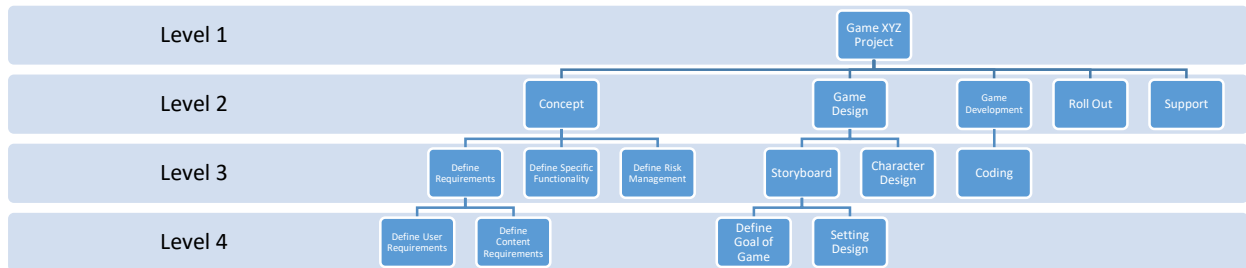 Level 1
Game XYZ
Project
Level 2
Concept
Game
Design
Game
Development
Roll Out
Support
Level 3
Define
Requirements
Define Specific
Functionality
Define Risk
Management
Storyboard
Character
Design
Coding
Level 4
Define User
Requirements
Define
Content
Requirements
Define
Goal of
Game
Setting
Design